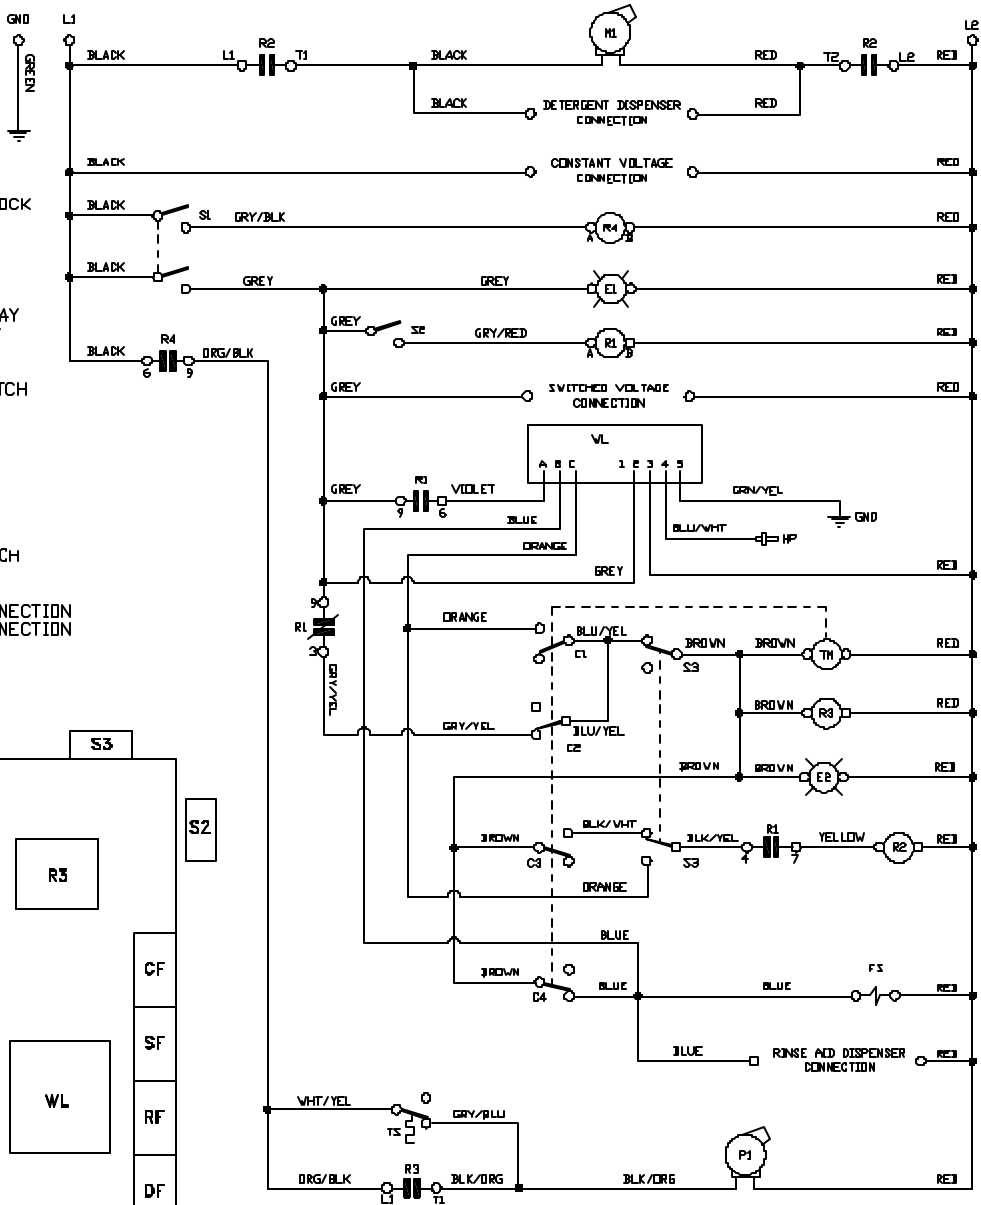 GND L1 L2
GREEN
BLACK L1 R2 T1 BLACK M1 RED T2 R2 L2 RED
BLACK DETERGENT DISPENSER RED
CONNECTION
BLACK CONSTANT VOLTAGE RED
CONNECTION
OCK
BLACK S1 GRY/BLK R4 RED
A B
BLACK GREY GREY E1 RED
AY
GREY S2 GRY/RED R1 RED
A B
BLACK R4 ORG/BLK
6 9
TCH
GREY SWITCHED VOLTAGE RED
CONNECTION
WL
A B C 1 2 3 4 5
GREY R3 VIOLET GRN/YEL
9 6
BLUE GND
BLU/WHT
ORANGE HP
GREY RED
CH
NECTION
NECTION
9
R1
3
GRY/YEL
ORANGE BLU/YEL BROWN BROWN TM RED
C1 S3
BROWN R3 RED
GRY/YEL BLU/YEL
C2
S3
BROWN BROWN E2 RED
S2
BROWN BLK/WHT BLK/YEL R1 YELLOW R2 RED
C3 S3 4 7
R3
ORANGE
BLUE
CF
BROWN FS
C4 BLUE BLUE RED
SF
BLUE RINSE AID DISPENSER RED
CONNECTION
WL
RF
WHT/YEL GRY/BLU
TS
P1
DF
ORG/BLK R3 BLK/ORG BLK/ORG RED
L1 T1